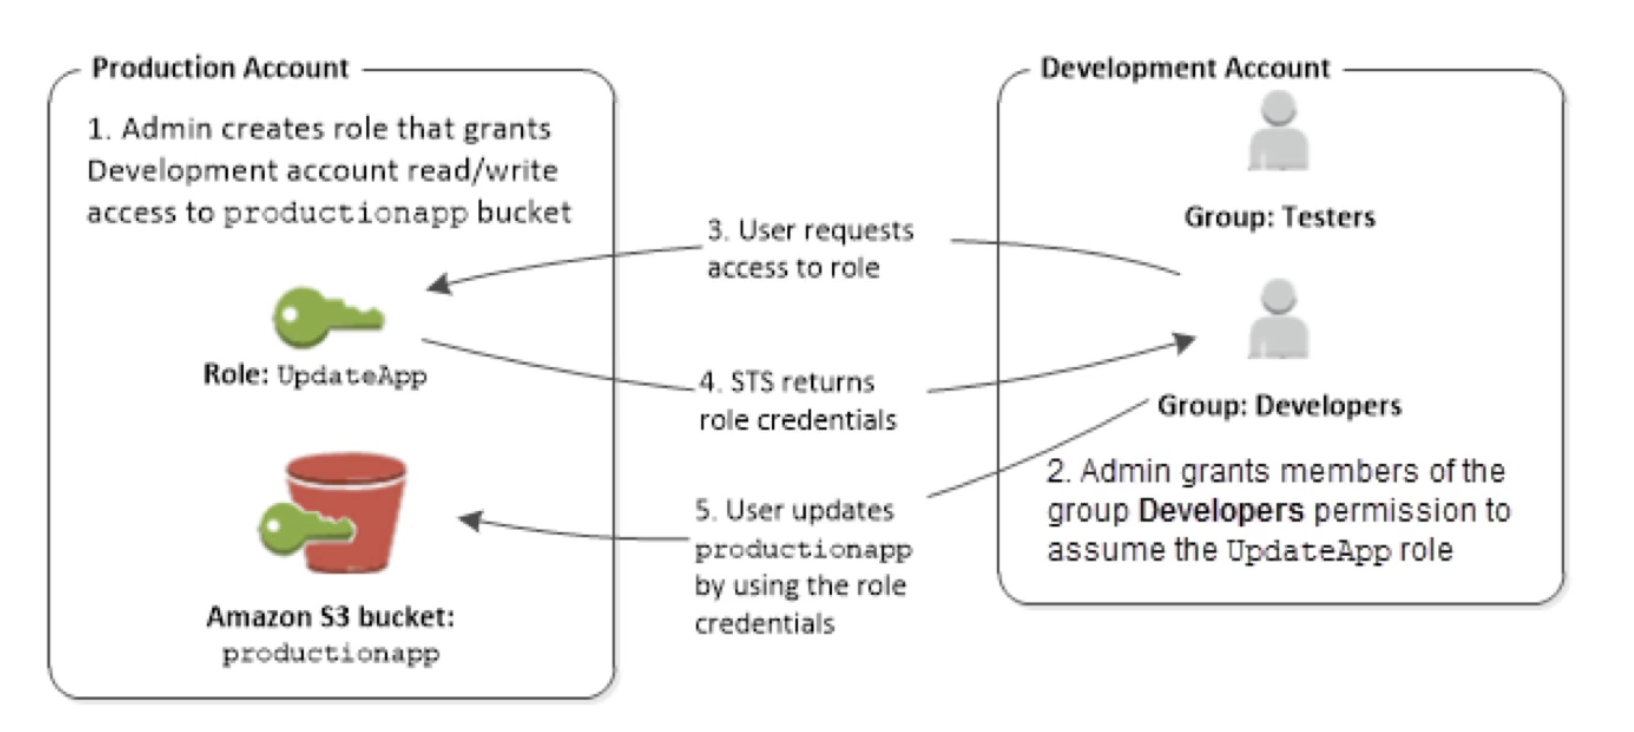 Production Account
1. Admin creates role that grants
Development account read/write
access to productionapp bucket
Role: UpdateApp
Amazon S3 bucket:
productionapp
3. User requests
access to role
4. STS returns
role credentials
5. User updates
productionapp
by using the role
credentials
Development Account
Group: Testers
Group: Developers
2. Admin grants members of the
group Developers permission to
assume the UpdateApp role